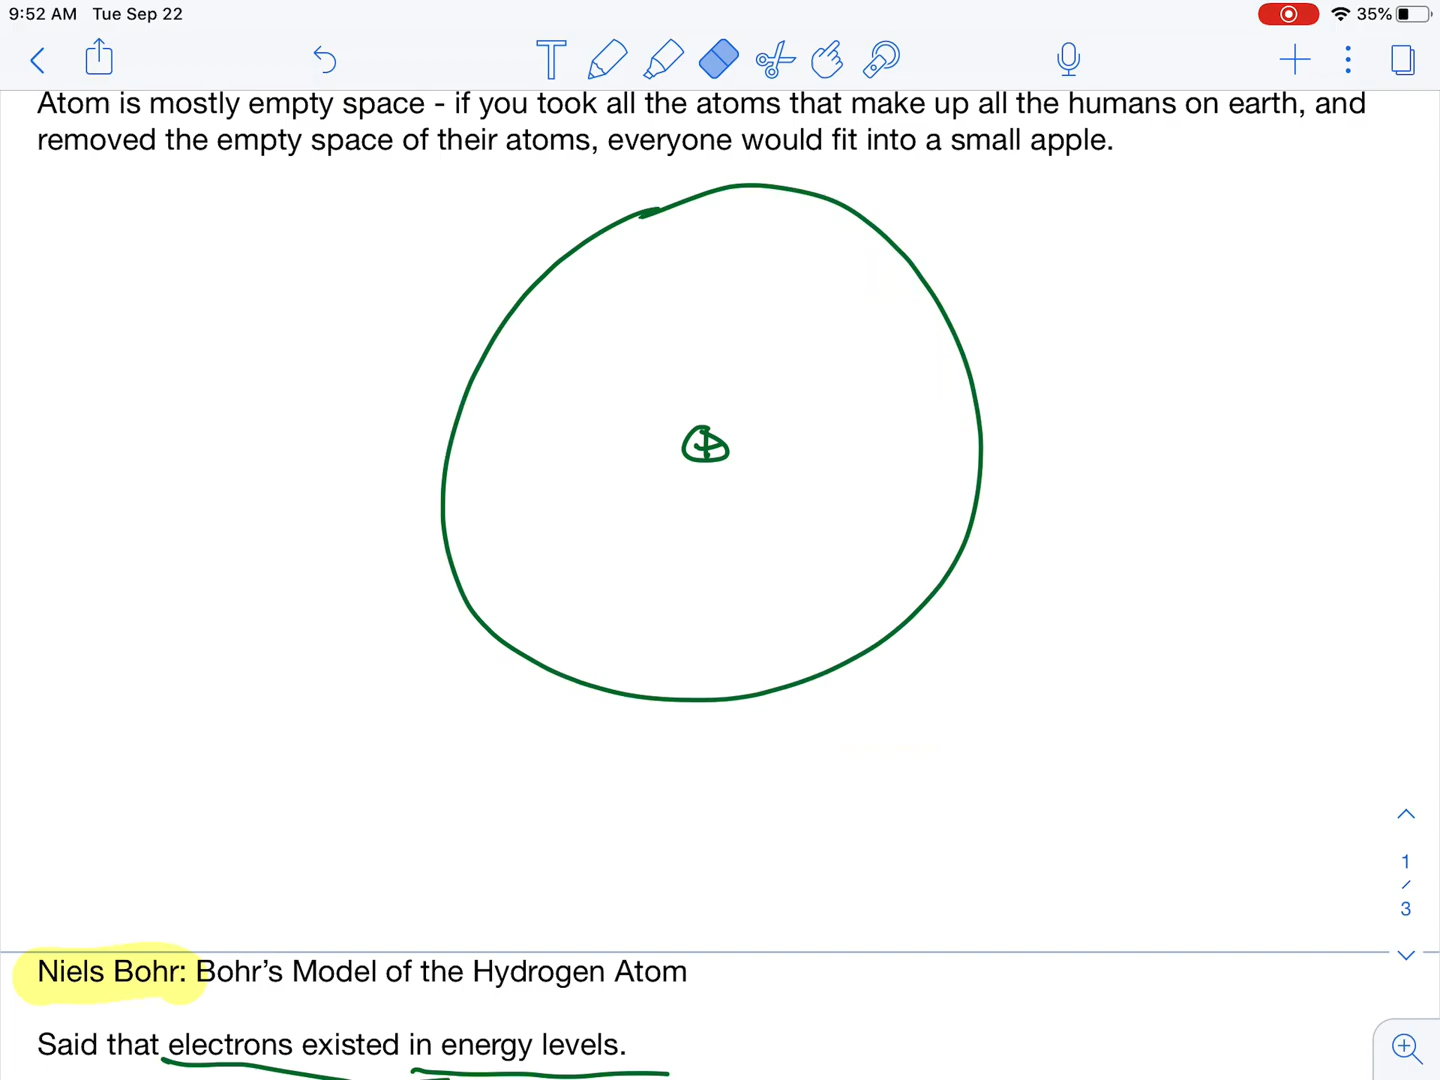 9:52 AM Tue Sep 22
35%
T
Atom is mostly empty space - if you took all the atoms that make up all the humans on earth, and
removed the empty space of their atoms, everyone would fit into a small apple.
+
1
/
3
Niels Bohr: Bohr’s Model of the Hydrogen Atom
Said that electrons existed in energy levels.